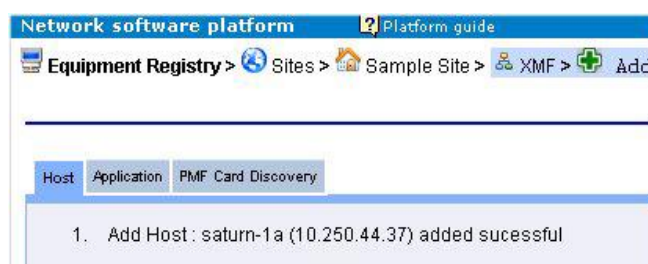 Network software platform ? Platform guide
Equipment Registry > Sites > Sample Site > XMF > Add
Host Application PMF Card Discovery
1. Add Host : saturn-1a (10.250.44.37) added sucessful